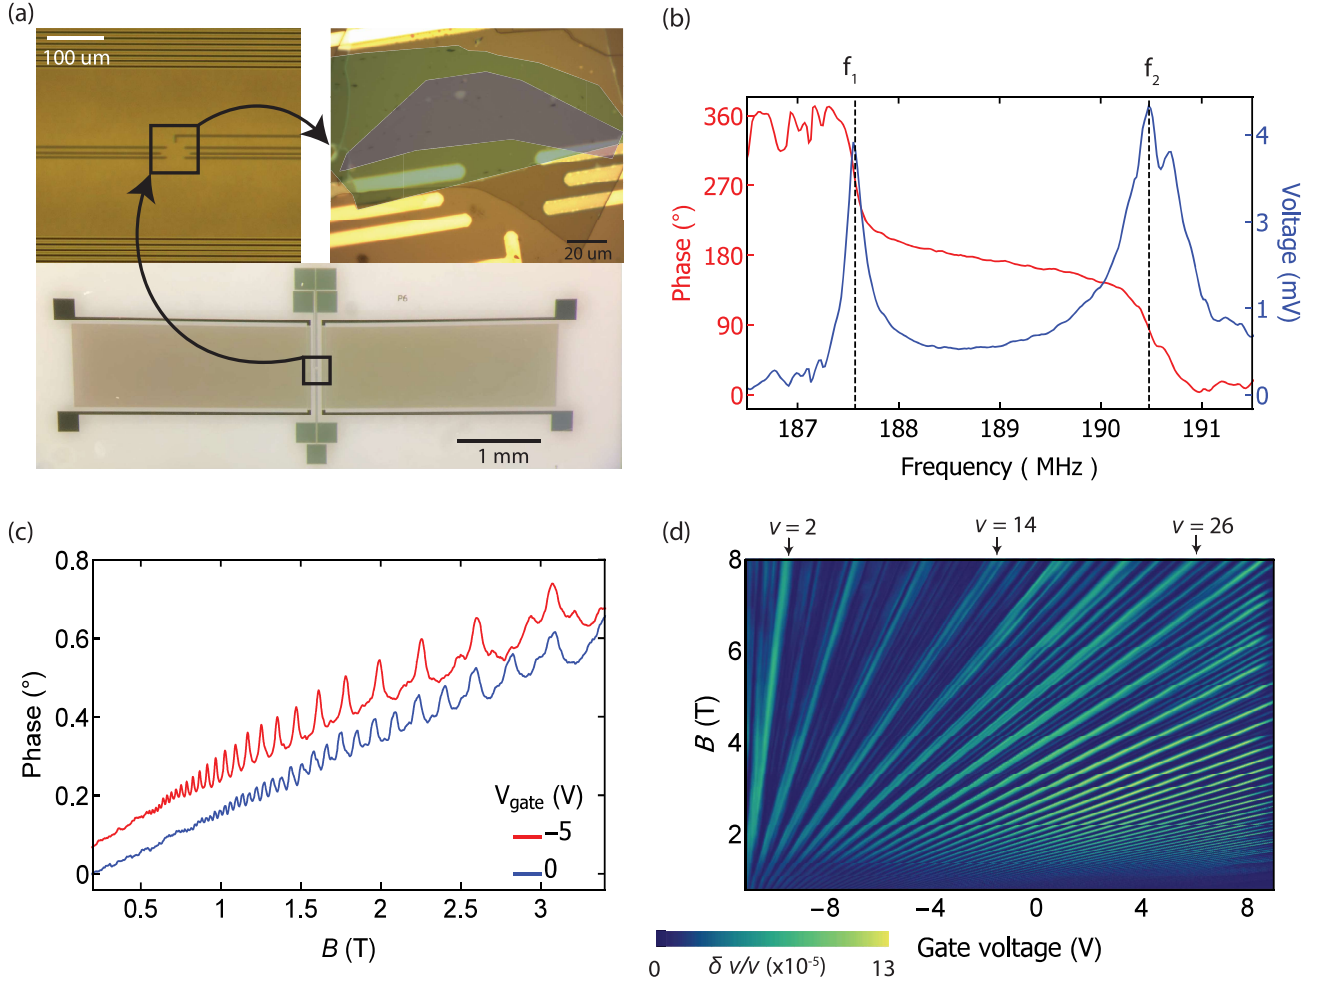 (a)
100 um
20 um
P6
1 mm
(b)
f1
f2
360
270
180
90
0
Phase (°)
4
3
1
0
Voltage (mV)
187
188
189
190
191
Frequency ( MHz )
(c)
0.8
0.6
0.4
0.2
0
Phase (°)
Vgate (V)
−5
0
0.5
1
1.5
2
2.5
3
B (T)
(d)
ν = 2
ν = 14
ν = 26
8
6
4
2
B (T)
−8
−4
0
4
8
Gate voltage (V)
0
δ v/v (x10-5)
13